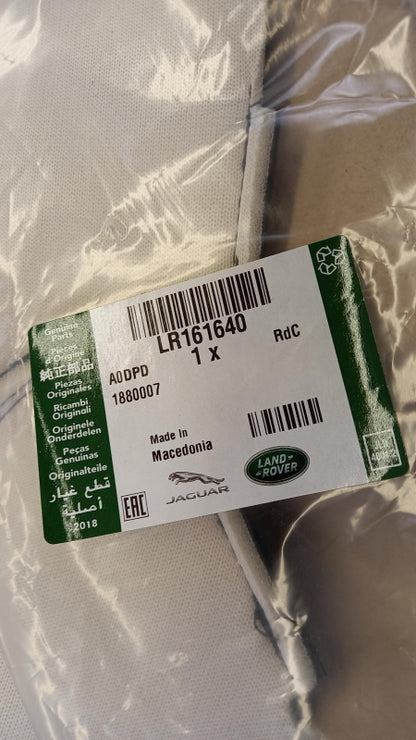 Genuine
Parts
Pièces
d'Origine
純正部品
Piezas
Originales
Ricambi
Originali
Originele
Onderdelen
Peças
Genuinas
Originalteile
قطع غيار
أصلية
©2018
LR161640
1 x
RdC
A0DPD
1880007
Made In
Macedonia
EAC
JAGUAR
LAND
ROVER